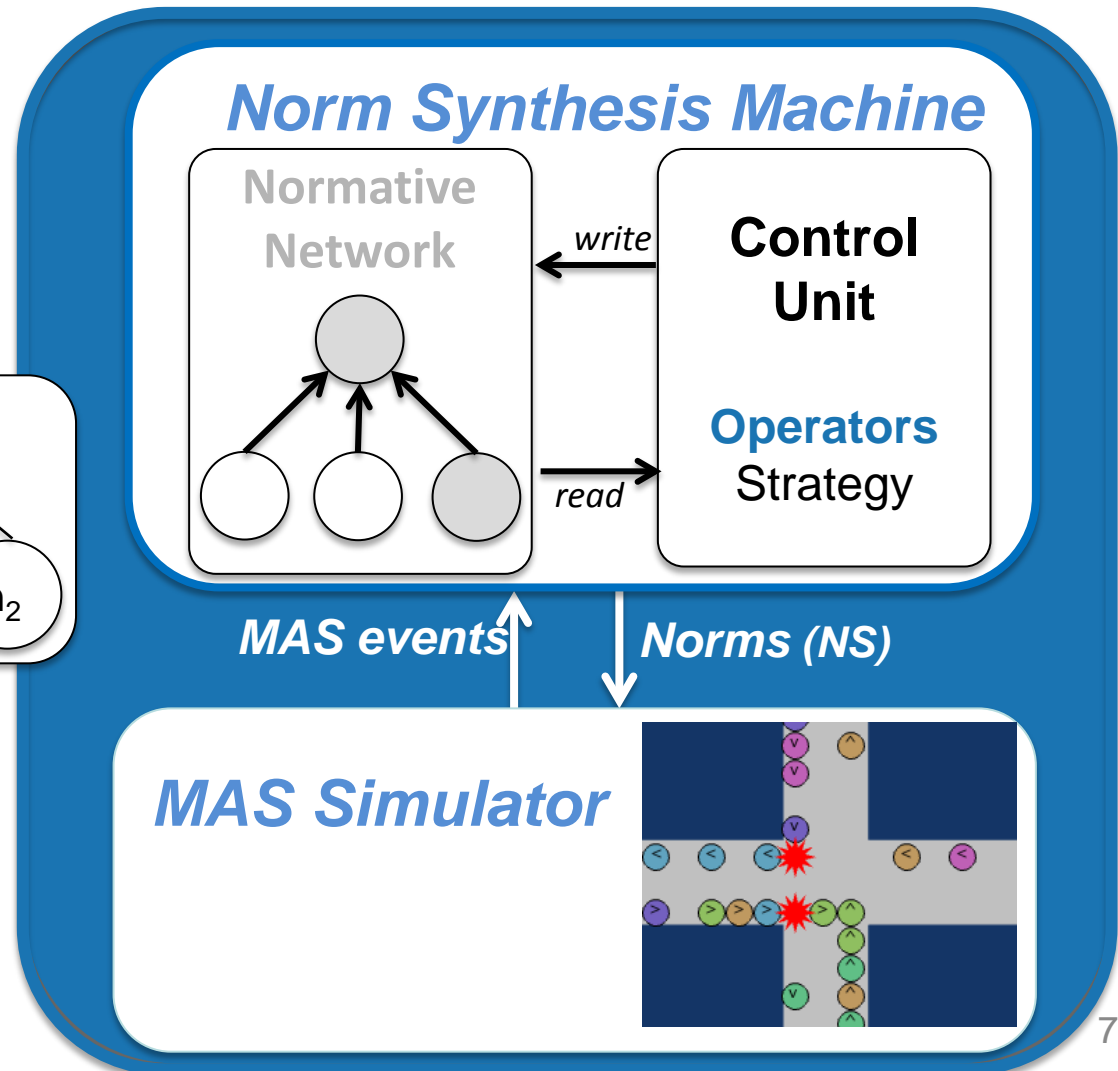 Norm Synthesis Machine
Normative
Network
write
read
Control
Unit
Operators
Strategy
MAS events
Norms (NS)
MAS Simulator
7